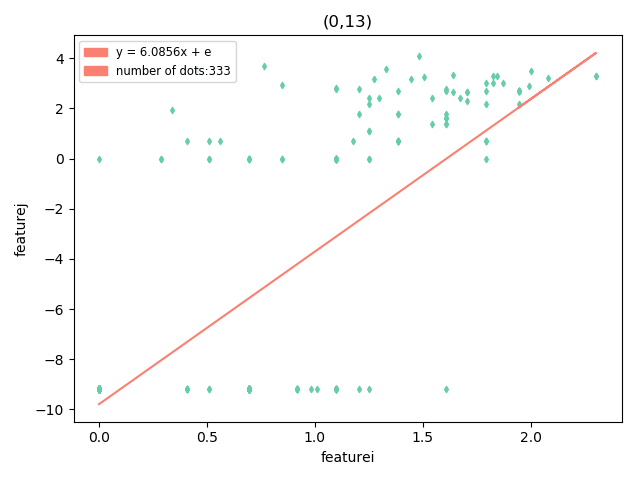 (0,13)
y = 6.0856x + e
number of dots:333
4
2
0
−2
−4
−6
−8
−10
featurej
0.0 0.5 1.0 1.5 2.0
featurei